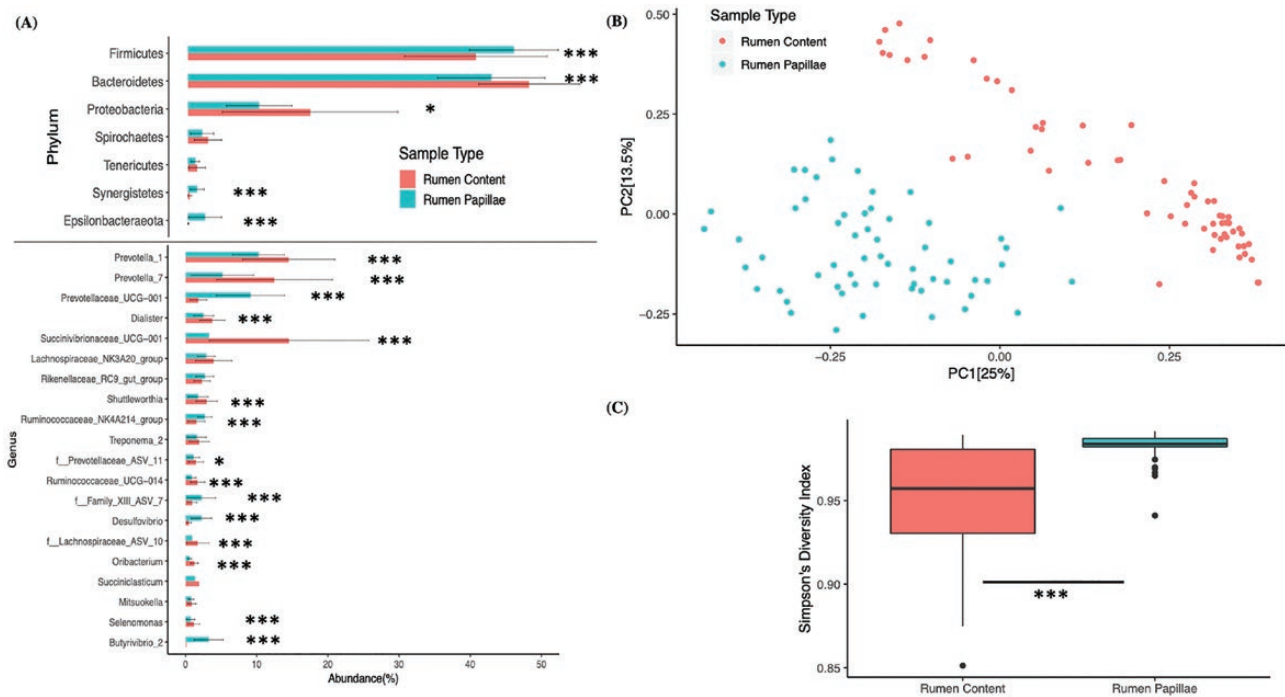 (A)
Phylum
Firmicutes
***
Bacteroidetes
***
Proteobacteria
*
Spirochaetes
Tenericutes
Synergistetes
***
Epsilonbacteraeota
***
Sample Type
Rumen Content
Rumen Papillae
Genus
Prevotella_1
***
Prevotella_7
***
Prevotellaceae_UCG-001
***
Dialister
***
Succinivibrionaceae_UCG-001
***
Lachnospiraceae_NK3A20_group
Rikenellaceae_RC9_gut_group
Shuttleworthia
***
Ruminococcaceae_NK4A214_group
***
Treponema_2
f__Prevotellaceae_ASV_11
*
Ruminococcaceae_UCG-014
***
f__Family_XIII_ASV_7
***
Desulfovibrio
***
f__Lachnospiraceae_ASV_10
***
Oribacterium
***
Succiniclasticum
Mitsuokella
Selenomonas
***
Butyrivibrio_2
***
0 10 20 30 40 50
Abundance(%)
(B)
Sample Type
Rumen Content
Rumen Papillae
PC2[13.5%]
0.50
0.25
0.00
−0.25
−0.25 0.00 0.25
PC1[25%]
(C)
Simpson's Diversity Index
0.95
0.90
0.85
***
Rumen Content Rumen Papillae